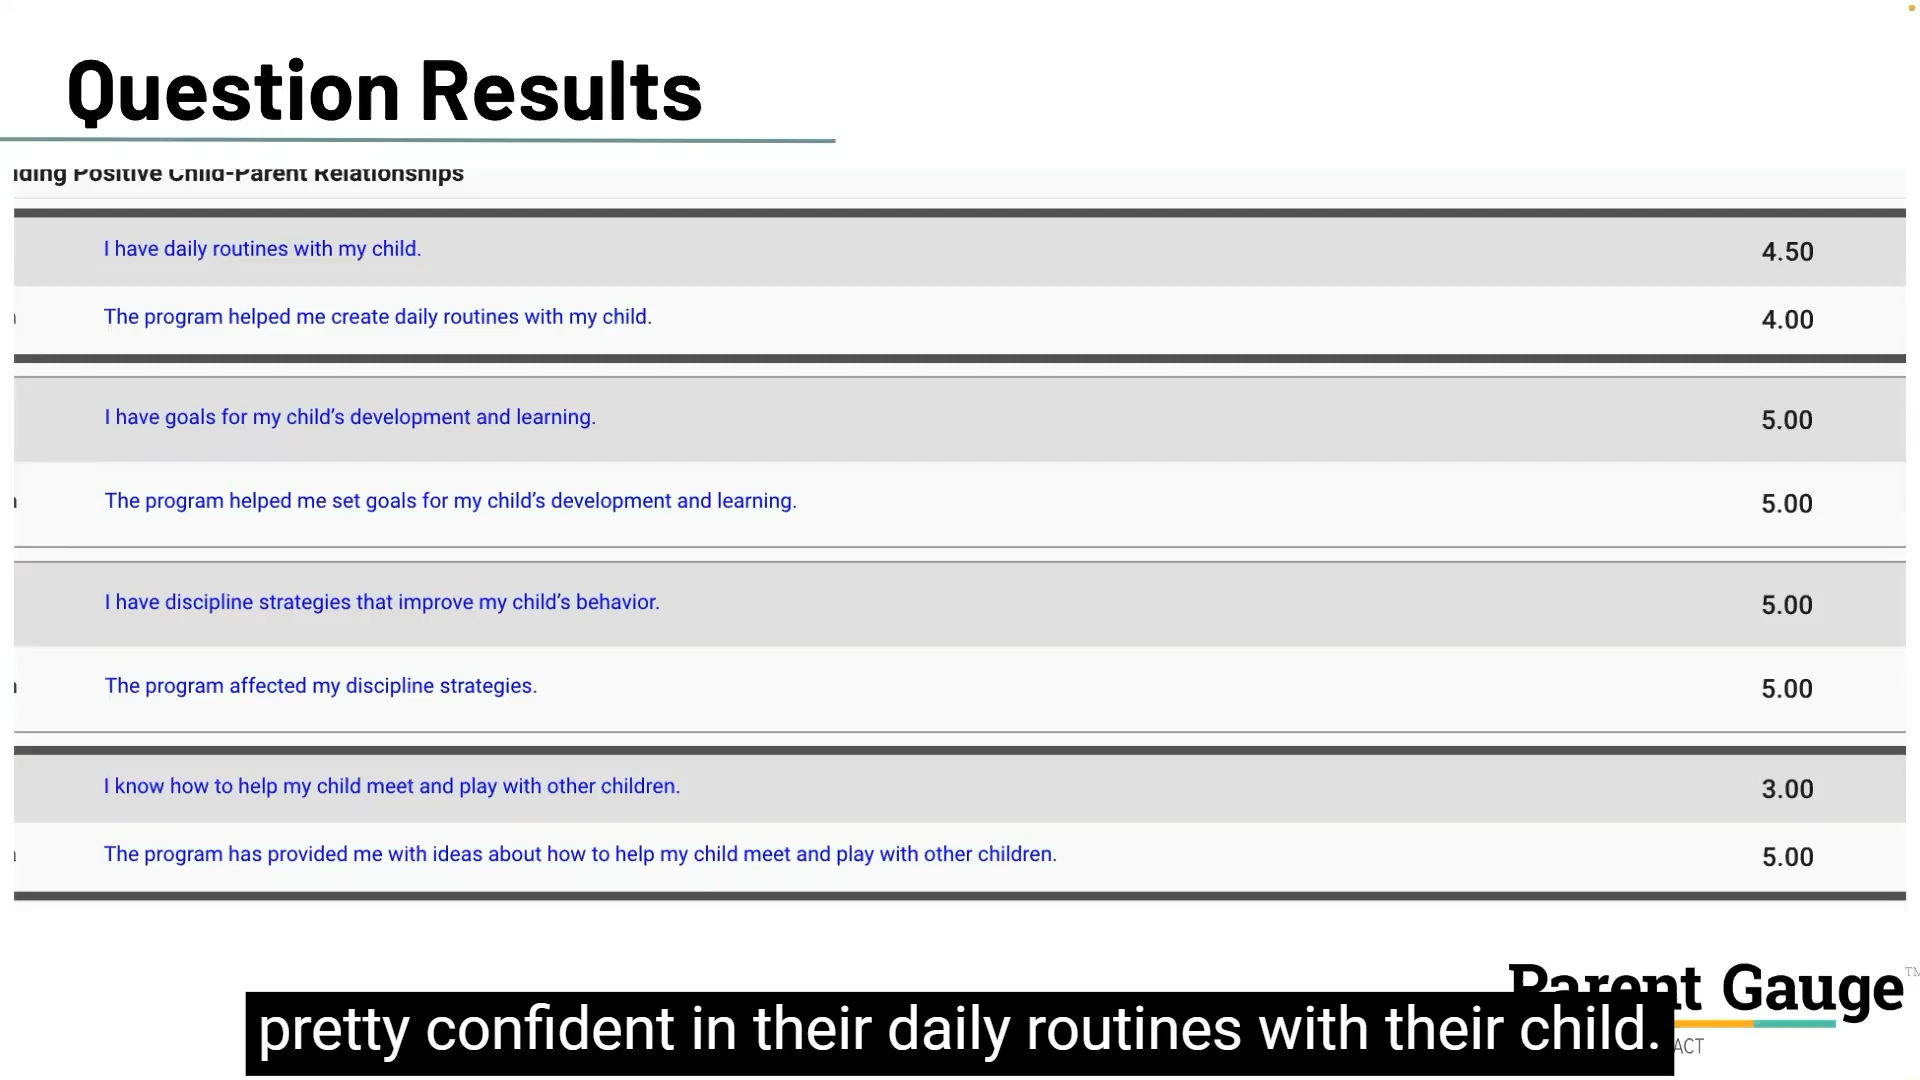 Question Results
ding Positive Child-Parent Relationships
I have daily routines with my child. 4.50
The program helped me create daily routines with my child. 4.00
I have goals for my child’s development and learning. 5.00
The program helped me set goals for my child’s development and learning. 5.00
I have discipline strategies that improve my child’s behavior. 5.00
The program affected my discipline strategies. 5.00
I know how to help my child meet and play with other children. 3.00
The program has provided me with ideas about how to help my child meet and play with other children. 5.00
Parent Gauge™
pretty confident in their daily routines with their child.
ACT